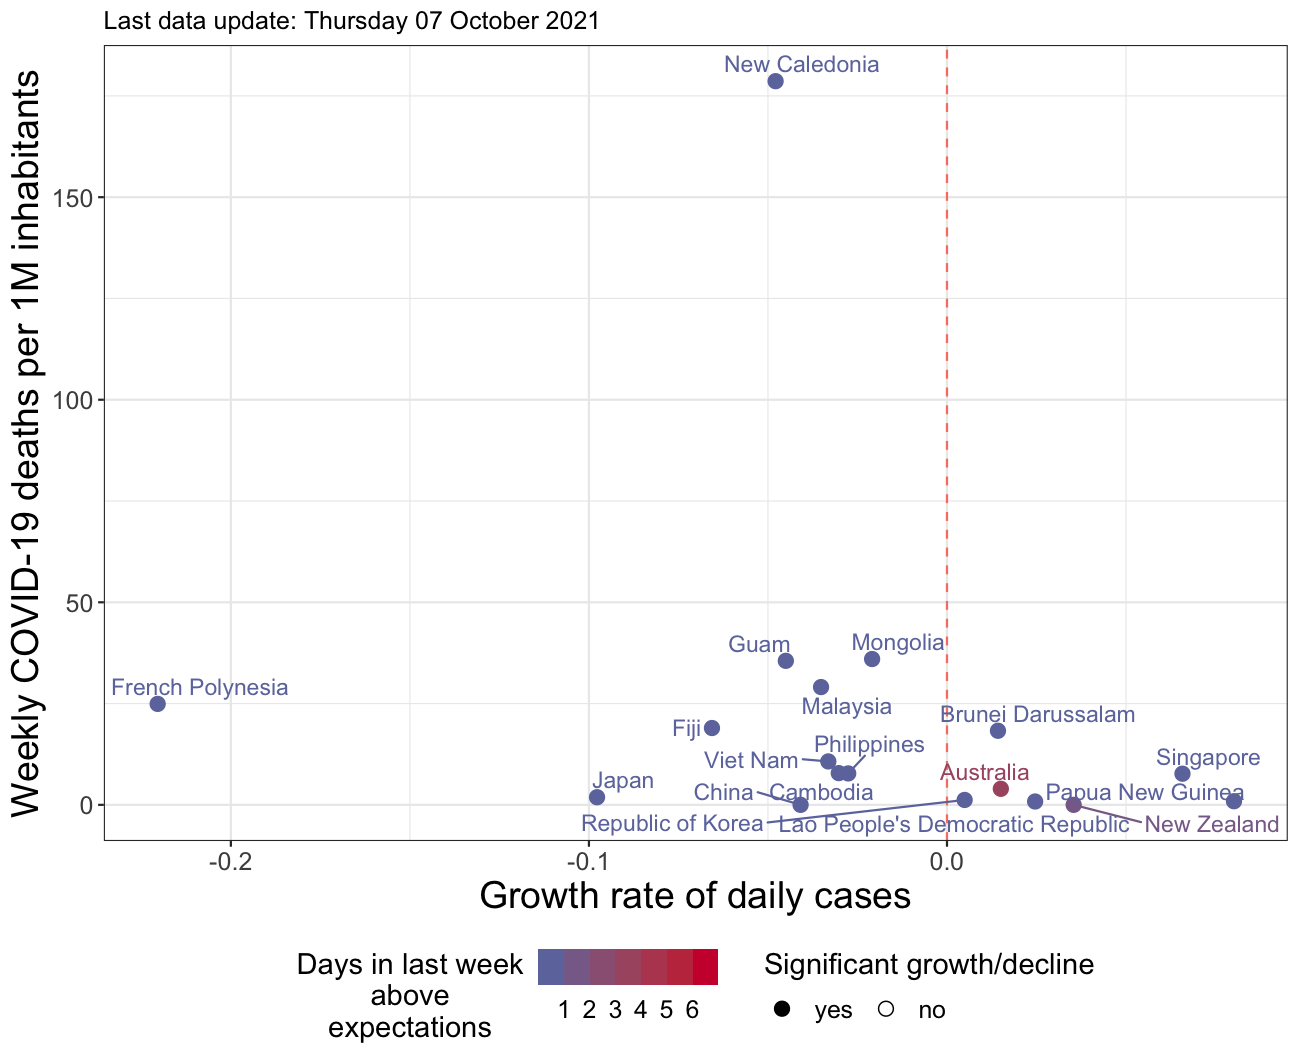 Last data update: Thursday 07 October 2021
Weekly COVID-19 deaths per 1M inhabitants
150
100
50
0
New Caledonia
Guam
Mongolia
French Polynesia
Malaysia
Brunei Darussalam
Fiji
Philippines
Viet Nam
Singapore
Australia
Japan
China
Cambodia
Papua New Guinea
Republic of Korea
Lao People's Democratic Republic
New Zealand
-0.2
-0.1
0.0
Growth rate of daily cases
Days in last week
above
expectations
1 2 3 4 5 6
Significant growth/decline
yes
no